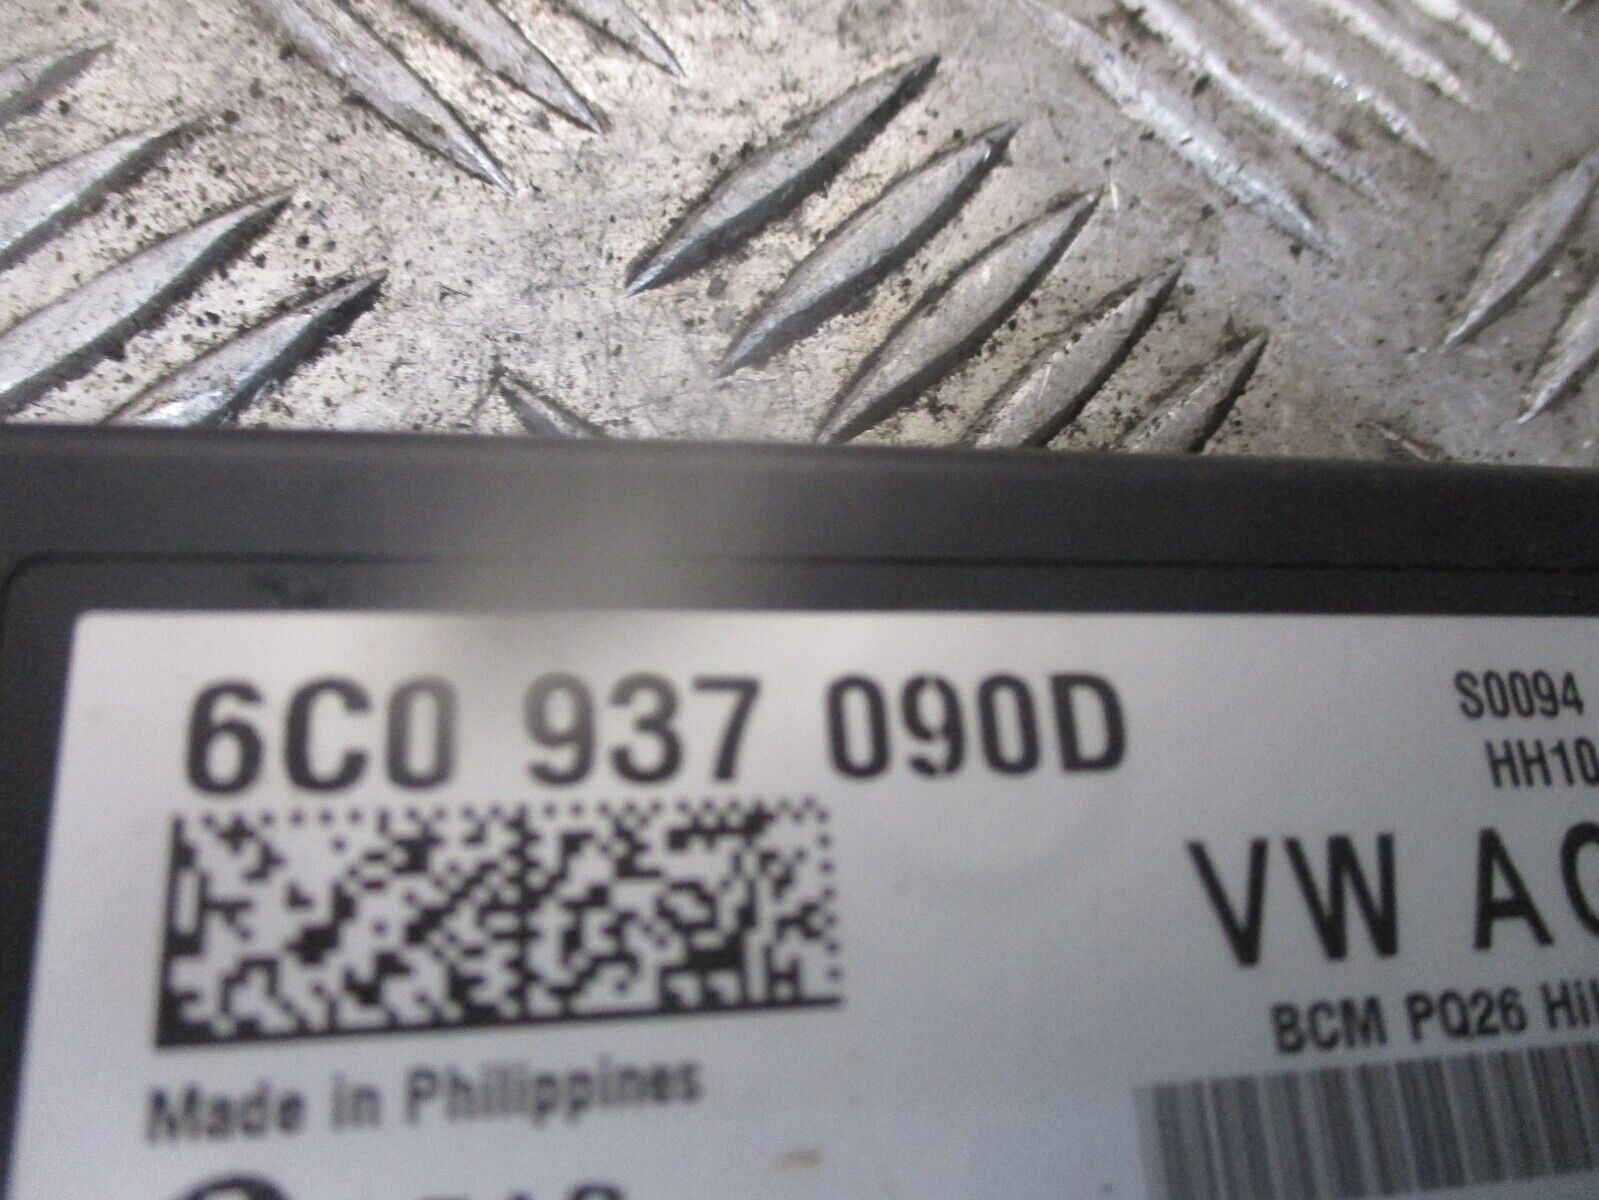 6C0 937 090D
S0094
HH10
VW AG
BCM PQ26
Made in Philippines